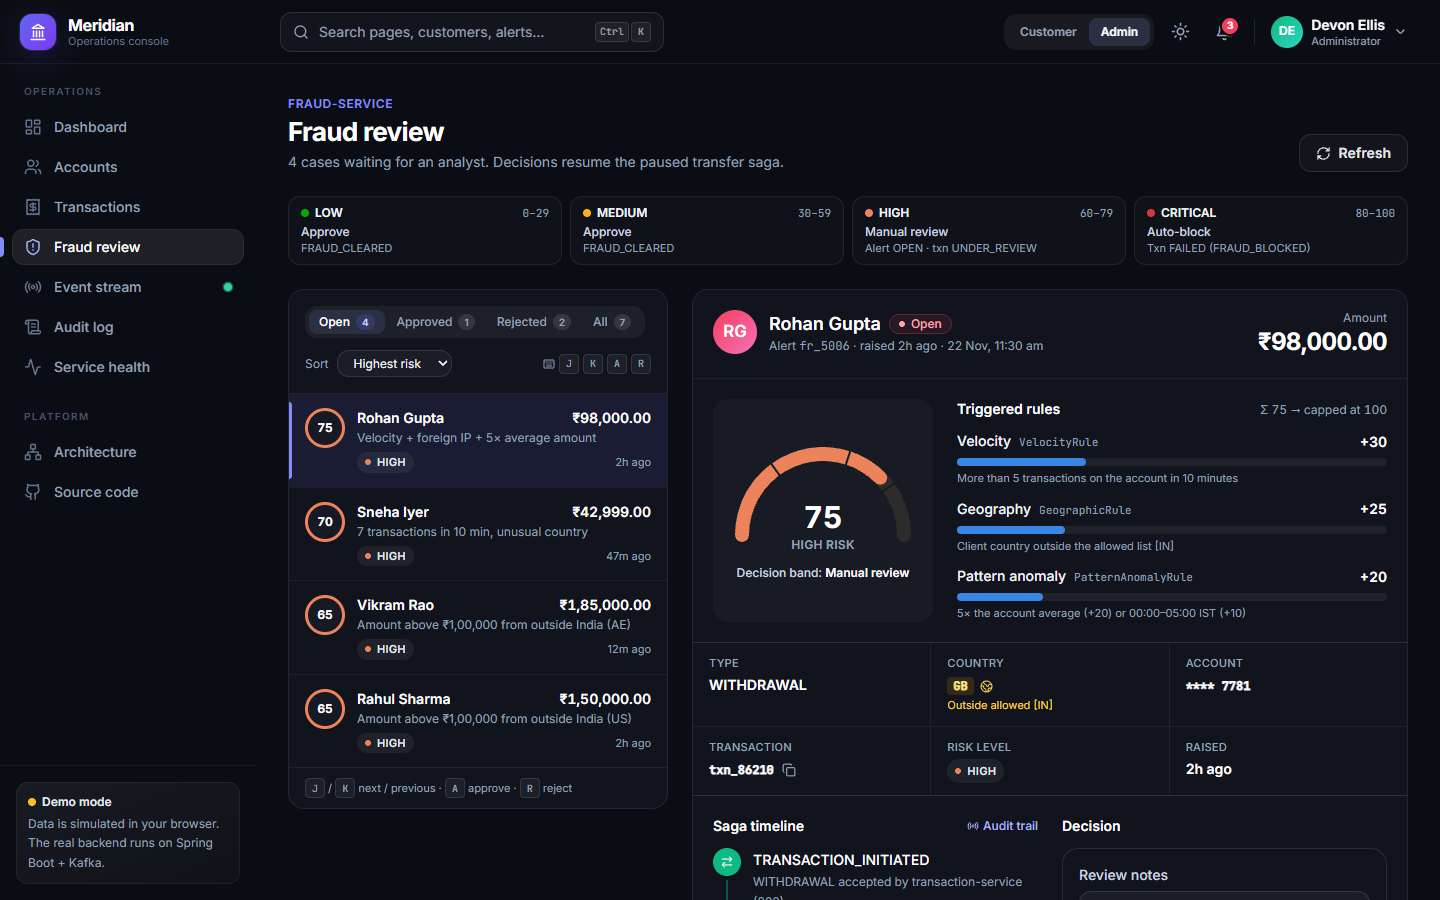 Meridian
Operations console
Search pages, customers, alerts...
Ctrl K
Customer
Admin
3
DE
Devon Ellis
Administrator
OPERATIONS
Dashboard
Accounts
Transactions
Fraud review
Event stream
Audit log
Service health
PLATFORM
Architecture
Source code
Demo mode
Data is simulated in your browser.
The real backend runs on Spring
Boot + Kafka.
FRAUD-SERVICE
Fraud review
4 cases waiting for an analyst. Decisions resume the paused transfer saga.
Refresh
LOW 0–29
Approve
FRAUD_CLEARED
MEDIUM 30–59
Approve
FRAUD_CLEARED
HIGH 60–79
Manual review
Alert OPEN · txn UNDER_REVIEW
CRITICAL 80–100
Auto-block
Txn FAILED (FRAUD_BLOCKED)
Open 4 Approved 1 Rejected 2 All 7
Sort Highest risk J K A R
75 Rohan Gupta ₹98,000.00
Velocity + foreign IP + 5× average amount
HIGH 2h ago
70 Sneha Iyer ₹42,999.00
7 transactions in 10 min, unusual country
HIGH 47m ago
65 Vikram Rao ₹1,85,000.00
Amount above ₹1,00,000 from outside India (AE)
HIGH 12m ago
65 Rahul Sharma ₹1,50,000.00
Amount above ₹1,00,000 from outside India (US)
HIGH 2h ago
J / K next / previous · A approve · R reject
RG
Rohan Gupta Open
Alert fr_5006 · raised 2h ago · 22 Nov, 11:30 am
Amount
₹98,000.00
75
HIGH RISK
Decision band: Manual review
Triggered rules Σ 75 → capped at 100
Velocity VelocityRule +30
More than 5 transactions on the account in 10 minutes
Geography GeographicRule +25
Client country outside the allowed list [IN]
Pattern anomaly PatternAnomalyRule +20
5× the account average (+20) or 00:00–05:00 IST (+10)
TYPE
WITHDRAWAL
COUNTRY
GB
Outside allowed [IN]
ACCOUNT
**** 7781
TRANSACTION
txn_86210
RISK LEVEL
HIGH
RAISED
2h ago
Saga timeline Audit trail
TRANSACTION_INITIATED
WITHDRAWAL accepted by transaction-service
Decision
Review notes